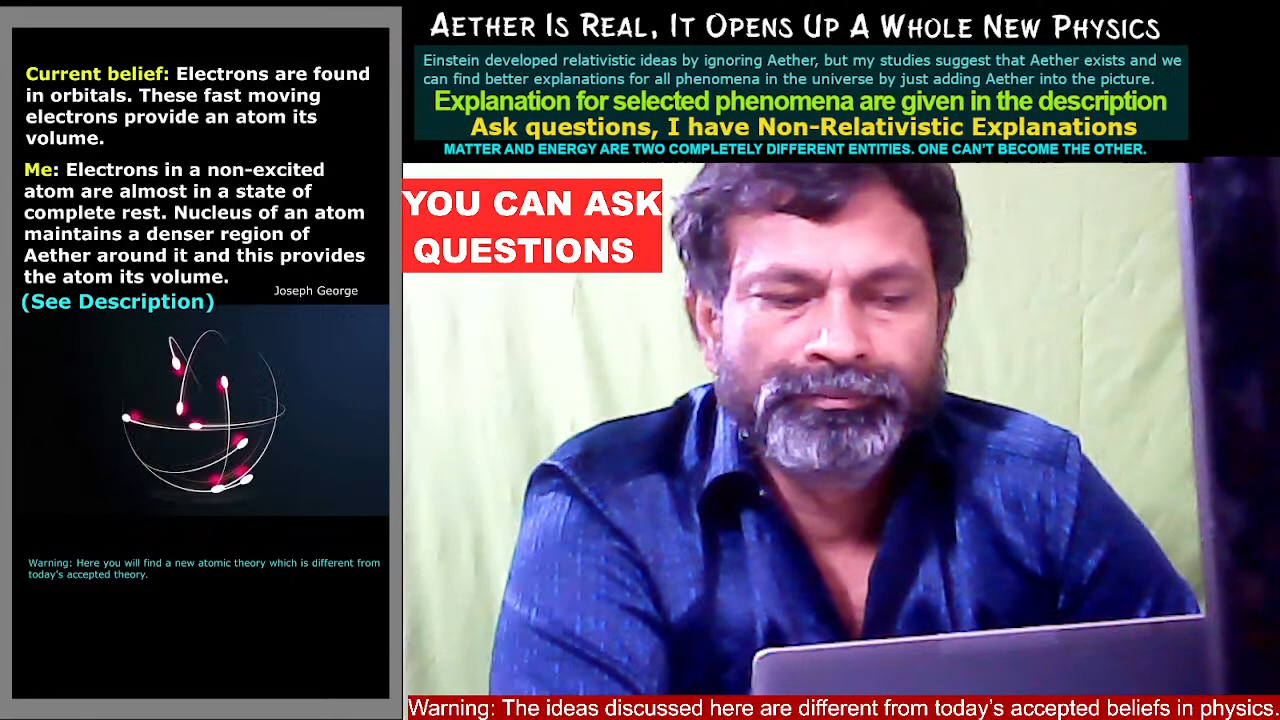 AETHER IS REAL, IT OPENS UP A WHOLE NEW PHYSICS
Einstein developed relativistic ideas by ignoring Aether, but my studies suggest that Aether exists and we
can find better explanations for all phenomena in the universe by just adding Aether into the picture.
Explanation for selected phenomena are given in the description
Ask questions, I have Non-Relativistic Explanations
MATTER AND ENERGY ARE TWO COMPLETELY DIFFERENT ENTITIES. ONE CAN'T BECOME THE OTHER.
Current belief: Electrons are found
in orbitals. These fast moving
electrons provide an atom its
volume.
Me: Electrons in a non-excited
atom are almost in a state of
complete rest. Nucleus of an atom
maintains a denser region of
Aether around it and this provides
the atom its volume.
Joseph George
(See Description)
Warning: Here you will find a new atomic theory which is different from
today's accepted theory.
YOU CAN ASK
QUESTIONS
Warning: The ideas discussed here are different from today's accepted beliefs in physics.